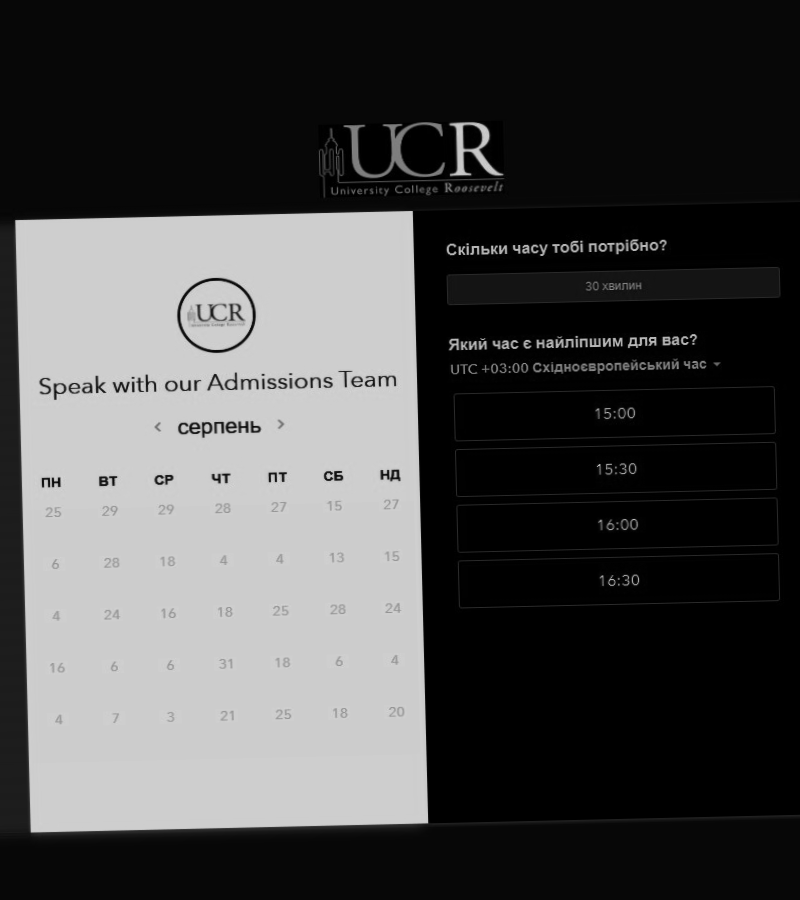 UCR
University College Roosevelt
UCR
University College Roosevelt
Speak with our Admissions Team
серпень
ПН ВТ СР ЧТ ПТ СБ НД
25 29 29 28 27 15 27
6 28 18 4 4 13 15
4 24 16 18 25 28 24
16 6 6 31 18 6 4
4 7 3 21 25 18 20
Скільки часу тобі потрібно?
30 хвилин
Який час є найліпшим для вас?
UTC +03:00 Східноєвропейський час
15:00
15:30
16:00
16:30